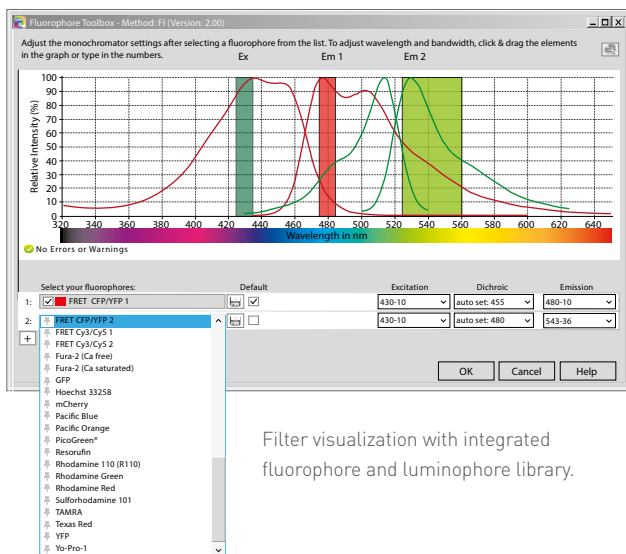 Fluorophore Toolbox - Method: FI (Version: 2.00)
Adjust the monochromator settings after selecting a fluorophore from the list. To adjust wavelength and bandwidth, click & drag the elements
in the graph or type in the numbers.
Ex Em 1 Em 2
Relative Intensity (%)
100
90
80
70
60
50
40
30
20
10
0
320 340 360 380 400 420 440 460 480 500 520 540 560 580 600 620 640
Wavelength in nm
No Errors or Warnings
Select your fluorophores: Default Excitation Dichroic Emission
1: FRET CFP/YFP 1 430-10 auto set: 455 480-10
2: FRET CFP/YFP 2 430-10 auto set: 480 543-36
+ FRET Cy3/Cy5 1
FRET Cy3/Cy5 2
Fura-2 (Ca free)
Fura-2 (Ca saturated)
GFP
Hoechst 33258
mCherry
Pacific Blue
Pacific Orange
PicoGreen*
Resorufin
Rhodamine 110 (R110)
Rhodamine Green
Rhodamine Red
Sulforhodamine 101
TAMRA
Texas Red
YFP
Yo-Pro-1
OK Cancel Help
Filter visualization with integrated
fluorophore and luminophore library.